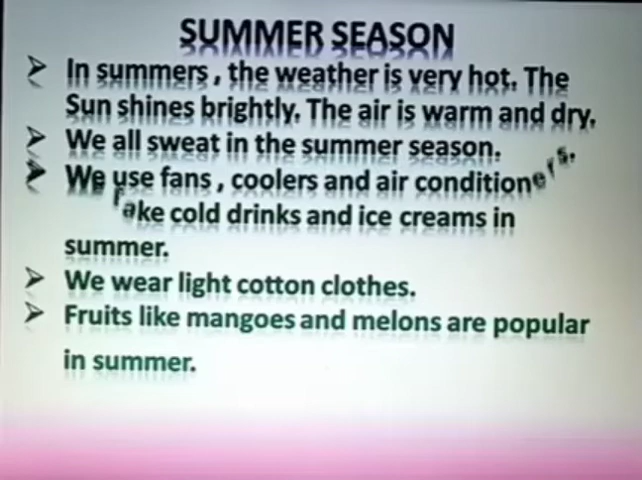 SUMMER SEASON
In summers , the weather is very hot. The
Sun shines brightly. The air is warm and dry.
We all sweat in the summer season.
We use fans , coolers and air conditioners.
Take cold drinks and ice creams in
summer.
We wear light cotton clothes.
Fruits like mangoes and melons are popular
in summer.